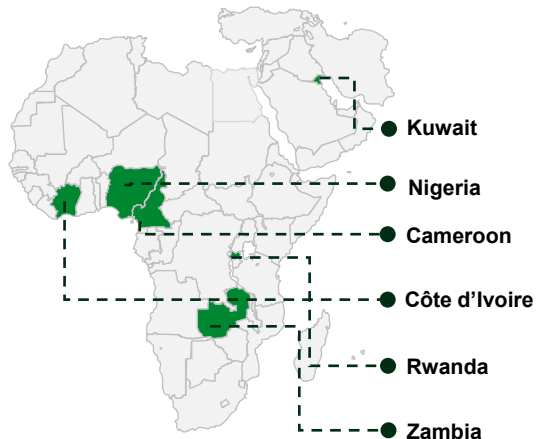 Kuwait
Nigeria
Cameroon
Côte d’Ivoire
Rwanda
Zambia